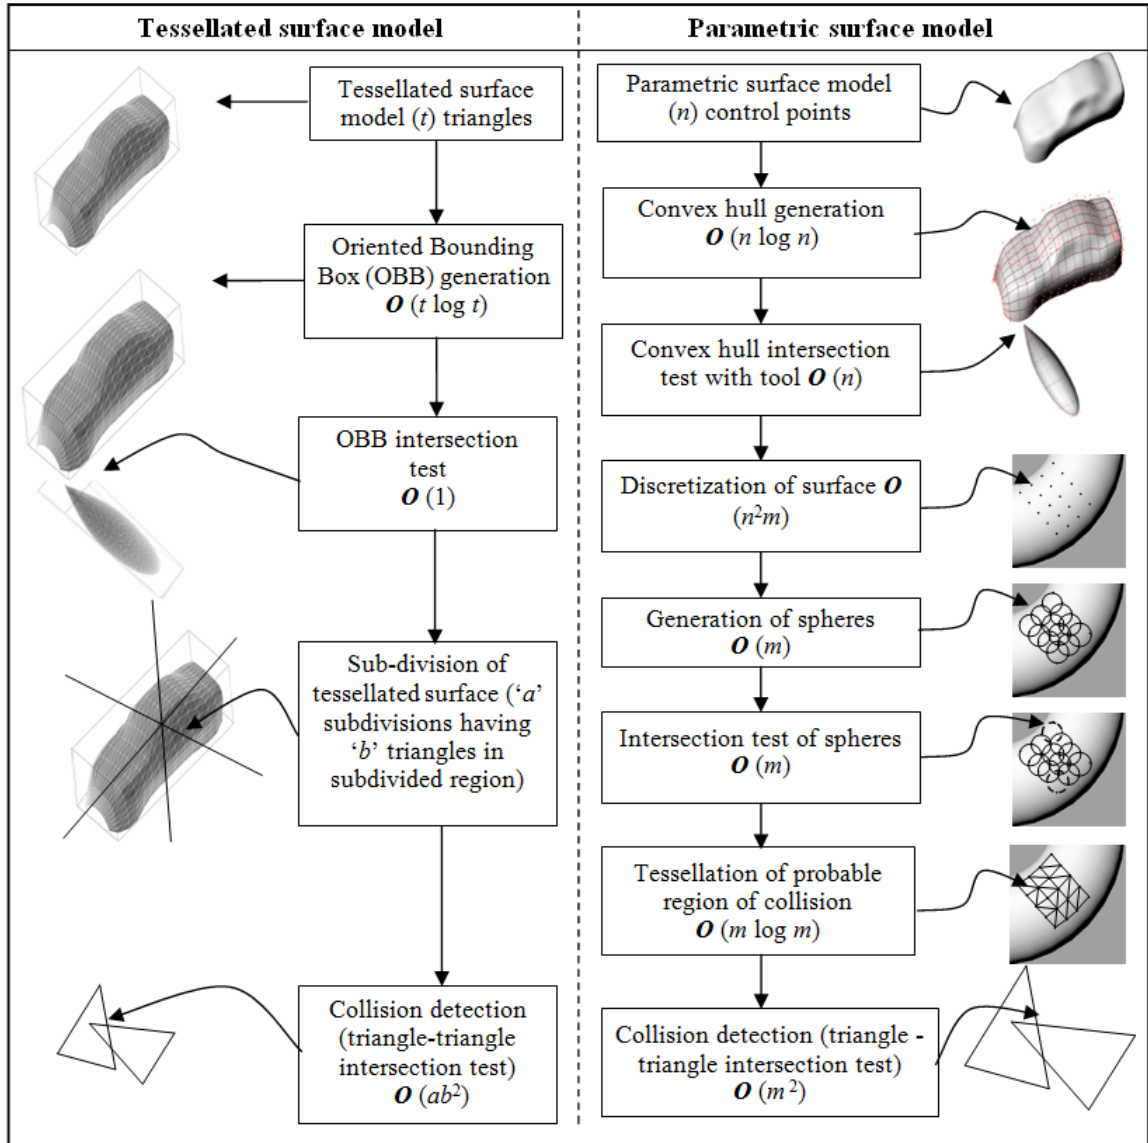 Tessellated surface model
Tessellated surface
model (t) triangles
Oriented Bounding
Box (OBB) generation
O (t log t)
OBB intersection
test
O (1)
Sub-division of
tessellated surface (‘a’
subdivisions having
‘b’ triangles in
subdivided region)
Collision detection
(triangle-triangle
intersection test)
O (ab²)
Parametric surface model
Parametric surface model
(n) control points
Convex hull generation
O (n log n)
Convex hull intersection
test with tool O (n)
Discretization of surface O
(n²m)
Generation of spheres
O (m)
Intersection test of spheres
O (m)
Tessellation of probable
region of collision
O (m log m)
Collision detection (triangle -
triangle intersection test)
O (m²)